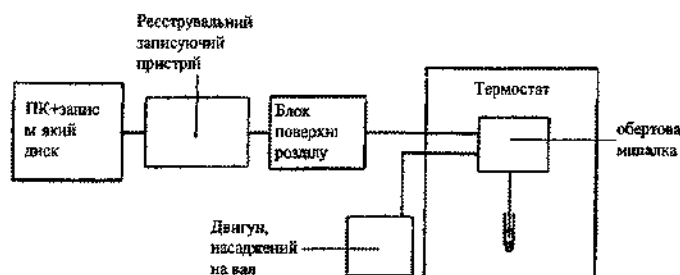 Реєструвальний
записуючий
пристрій
ПК+запис
м який
диск
Блок
поверхні
розділу
Термостат
обертова
мішалка
Двигун,
насаджений
на вал